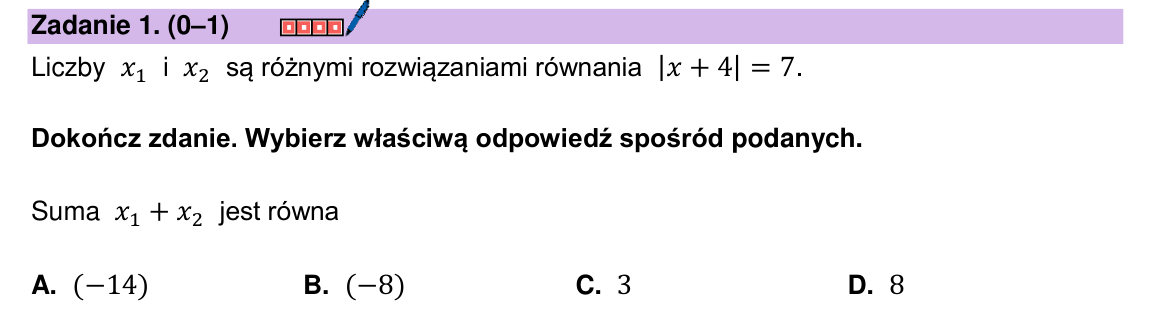 Zadanie 1. (0–1)
Liczby x₁ i x₂ są różnymi rozwiązaniami równania |x + 4| = 7.
Dokończ zdanie. Wybierz właściwą odpowiedź spośród podanych.
Suma x₁ + x₂ jest równa
A. (−14) B. (−8) C. 3 D. 8